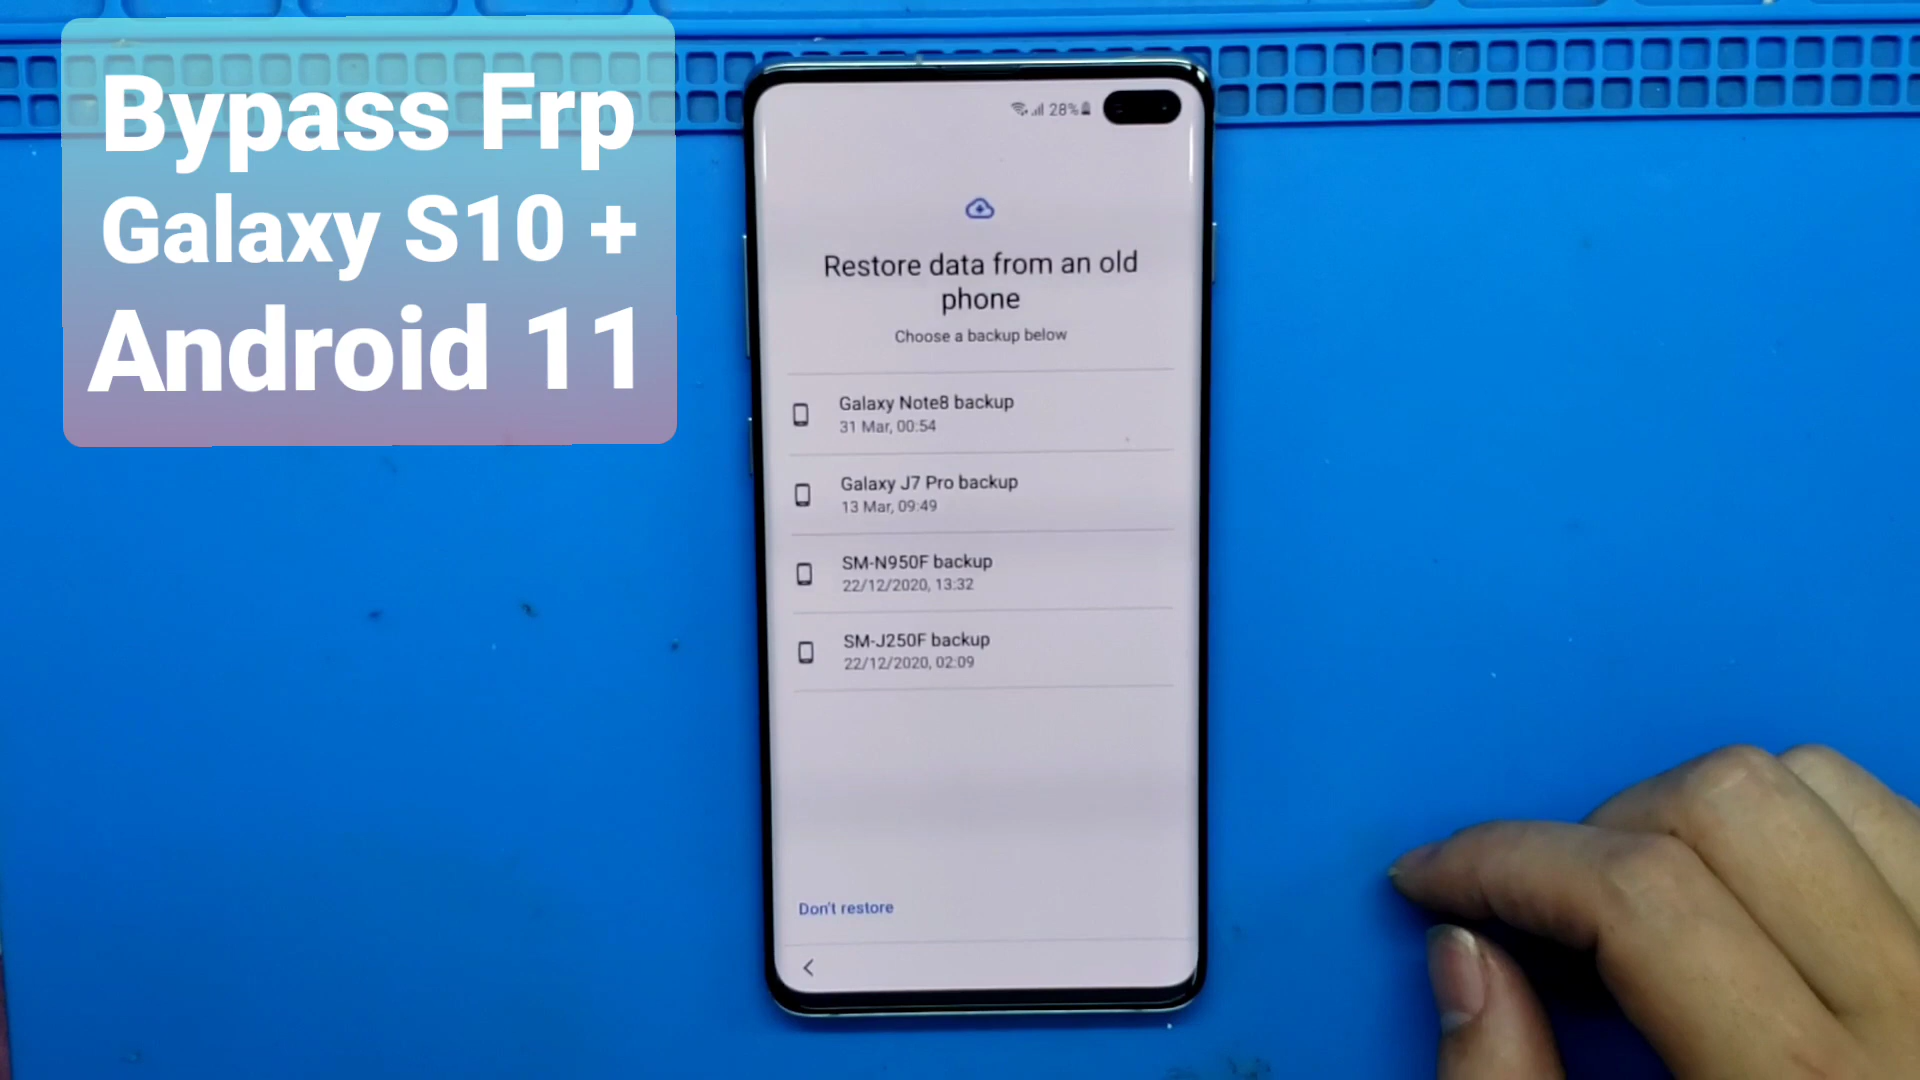 Bypass Frp
Galaxy S10 +
Android 11
28%
Restore data from an old
phone
Choose a backup below
Galaxy Note8 backup
31 Mar, 00:54
Galaxy J7 Pro backup
13 Mar, 09:49
SM-N950F backup
22/12/2020, 13:32
SM-J250F backup
22/12/2020, 02:09
Don't restore